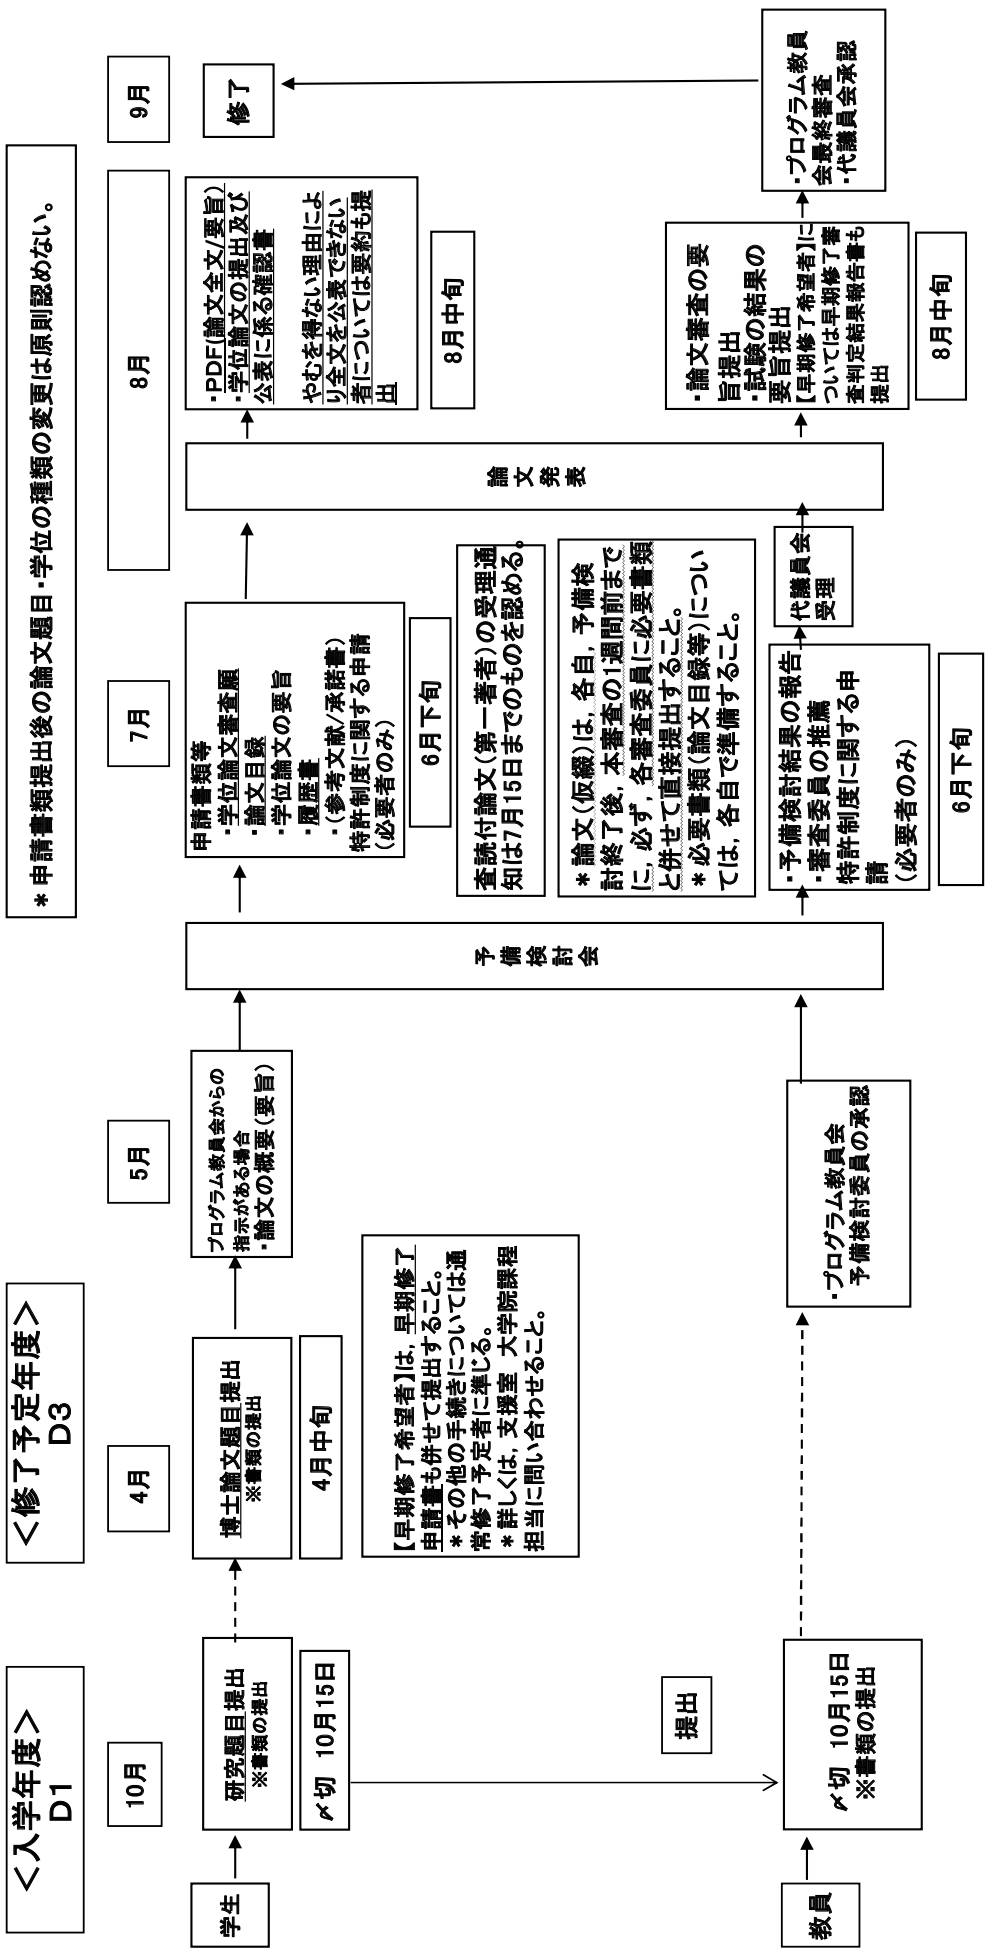 ＜入学年度＞
D1
＜修了予定年度＞
D3
＊申請書類提出後の論文題目・学位の種類の変更は原則認めない。
10月
4月
5月
7月
8月
9月
学生
研究題目提出
※書類の提出
〆切 10月15日
博士論文題目提出
※書類の提出
4月中旬
プログラム教員会からの
指示がある場合
・論文の概要（要旨）
申請書類等
・学位論文審査願
・論文目録
・学位論文の要旨
・履歴書
・（参考文献/承諾書）
特許制度に関する申請
（必要者のみ）
6月下旬
・PDF(論文全文/要旨)
・学位論文の提出及び
公表に係る確認書
やむを得ない理由によ
り全文を公表できない
者については要約も提
出
8月中旬
修了
【早期修了希望者】は，早期修了
申請書も併せて提出すること。
＊その他の手続きについては通
常修了予定者に準じる。
＊詳しくは，支援室 大学院課程
担当に問い合わせること。
予備検討会
査読付論文（第一著者）の受理通
知は7月15日までのものを認める。
＊論文（仮綴）は，各自，予備検
討終了後，本審査の1週間前まで
に，必ず，各審査委員に必要書類
と併せて直接提出すること。
＊必要書類（論文目録等）につい
ては，各自で準備すること。
論文発表
提出
教員
〆切 10月15日
※書類の提出
・プログラム教員会
予備検討委員の承認
・予備検討結果の報告
・審査委員の推薦
特許制度に関する申
請
（必要者のみ）
6月下旬
代議員会
受理
・論文審査の要
旨提出
・試験の結果の
要旨提出
【早期修了希望者】に
ついては早期修了審
査判定結果報告書も
提出
8月中旬
・プログラム教員
会最終審査
・代議員会承認